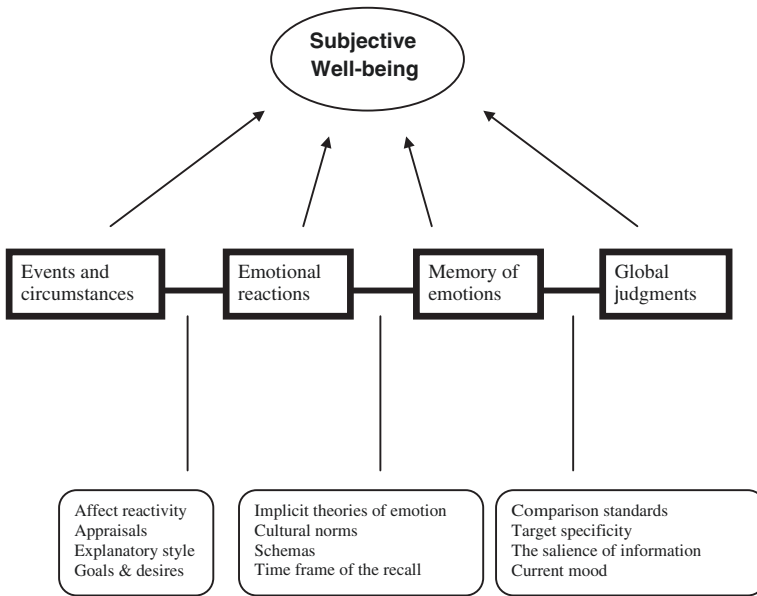 Subjective
Well-being
Events and
circumstances
Emotional
reactions
Memory of
emotions
Global
judgments
Affect reactivity
Appraisals
Explanatory style
Goals & desires
Implicit theories of emotion
Cultural norms
Schemas
Time frame of the recall
Comparison standards
Target specificity
The salience of information
Current mood